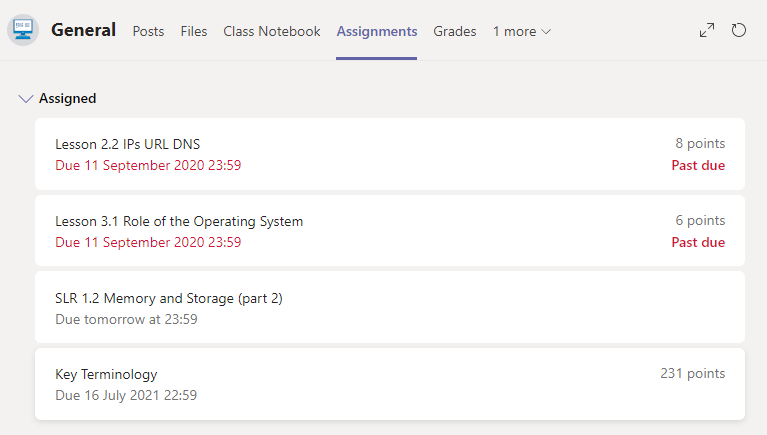 General Posts Files Class Notebook Assignments Grades 1 more
Assigned
Lesson 2.2 IPs URL DNS 8 points
Due 11 September 2020 23:59 Past due
Lesson 3.1 Role of the Operating System 6 points
Due 11 September 2020 23:59 Past due
SLR 1.2 Memory and Storage (part 2)
Due tomorrow at 23:59
Key Terminology 231 points
Due 16 July 2021 22:59